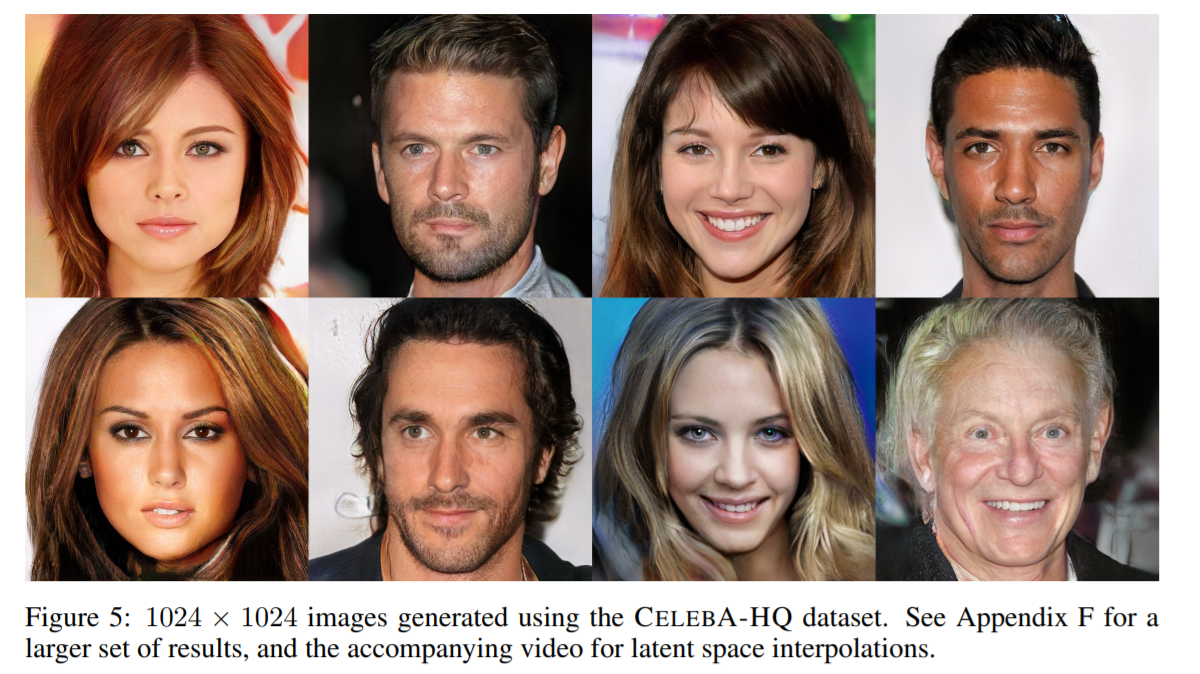 Figure 5: 1024 × 1024 images generated using the CELEBA-HQ dataset. See Appendix F for a
larger set of results, and the accompanying video for latent space interpolations.